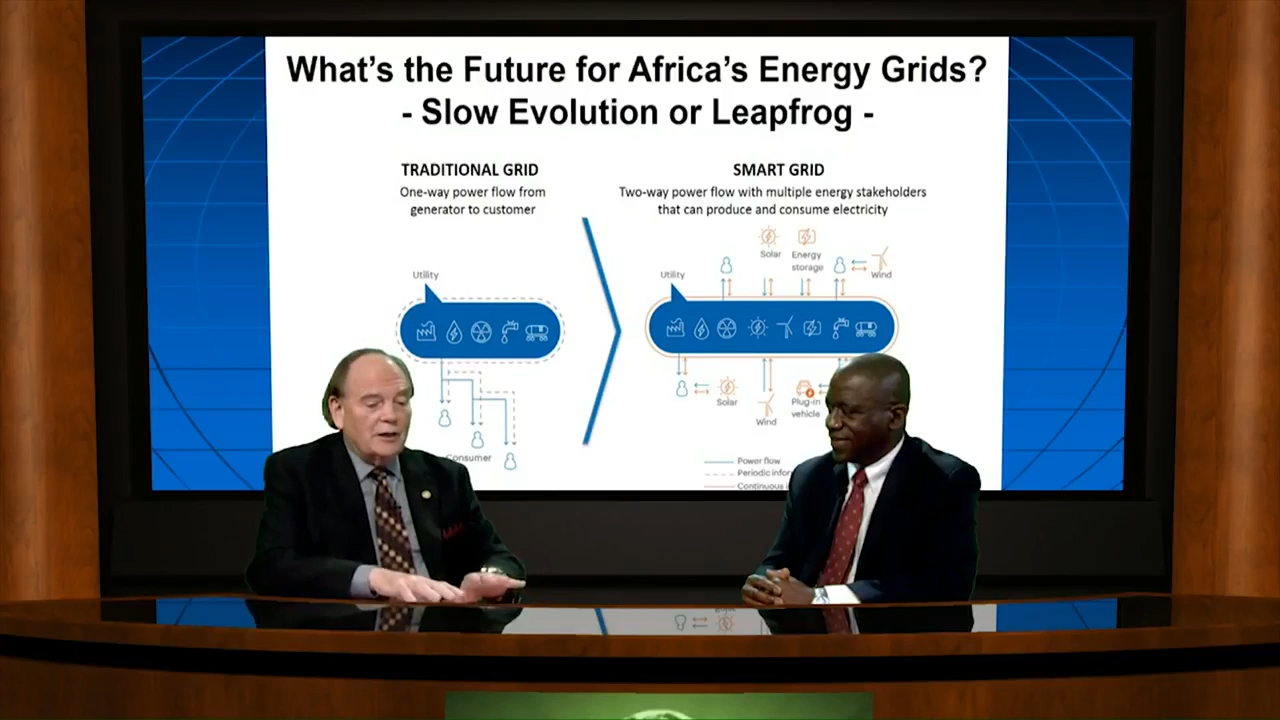 What's the Future for Africa's Energy Grids?
- Slow Evolution or Leapfrog -
TRADITIONAL GRID
One-way power flow from
generator to customer
Utility
Consumer
SMART GRID
Two-way power flow with multiple energy stakeholders
that can produce and consume electricity
Solar
Energy
storage
Wind
Utility
Solar
Wind
Plug-in
vehicle
Power flow
Periodic
Continuous